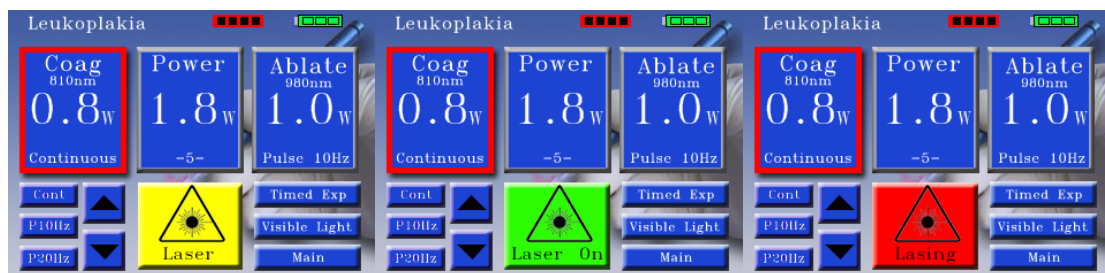 Leukoplakia
Coag
810nm
0.8W
Continuous
Power
1.8W
-5-
Ablate
980nm
1.0W
Pulse 10Hz
Cont
P10Hz
P20Hz
Laser
Timed Exp
Visible Light
Main
Leukoplakia
Coag
810nm
0.8W
Continuous
Power
1.8W
-5-
Ablate
980nm
1.0W
Pulse 10Hz
Cont
P10Hz
P20Hz
Laser On
Timed Exp
Visible Light
Main
Leukoplakia
Coag
810nm
0.8W
Continuous
Power
1.8W
-5-
Ablate
980nm
1.0W
Pulse 10Hz
Cont
P10Hz
P20Hz
Lasing
Timed Exp
Visible Light
Main